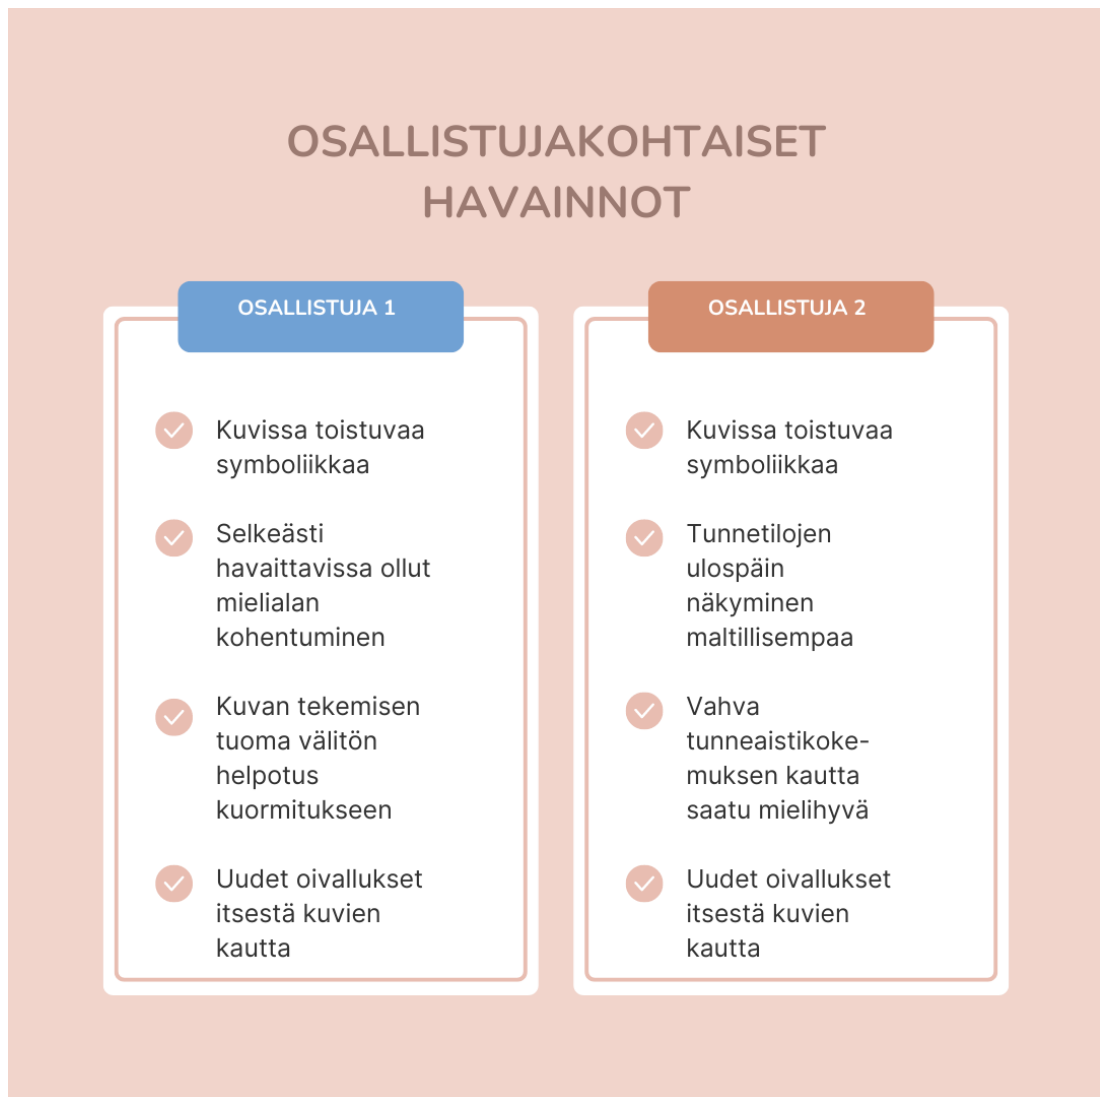 OSALLISTUJAKOHTAISET
HAVAINNOT
OSALLISTUJA 1
Kuvissa toistuvaa
symboliikkaa
Selkeästi
havaittavissa ollut
mielialan
kohentuminen
Kuvan tekemisen
tuoma välitön
helpotus
kuormitukseen
Uudet oivallukset
itsestä kuvien
kautta
OSALLISTUJA 2
Kuvissa toistuvaa
symboliikkaa
Tunnetilojen
ulospäin
näkyminen
maltillisempaa
Vahva
tunneaistikoke-
muksen kautta
saatu mielihyvä
Uudet oivallukset
itsestä kuvien
kautta